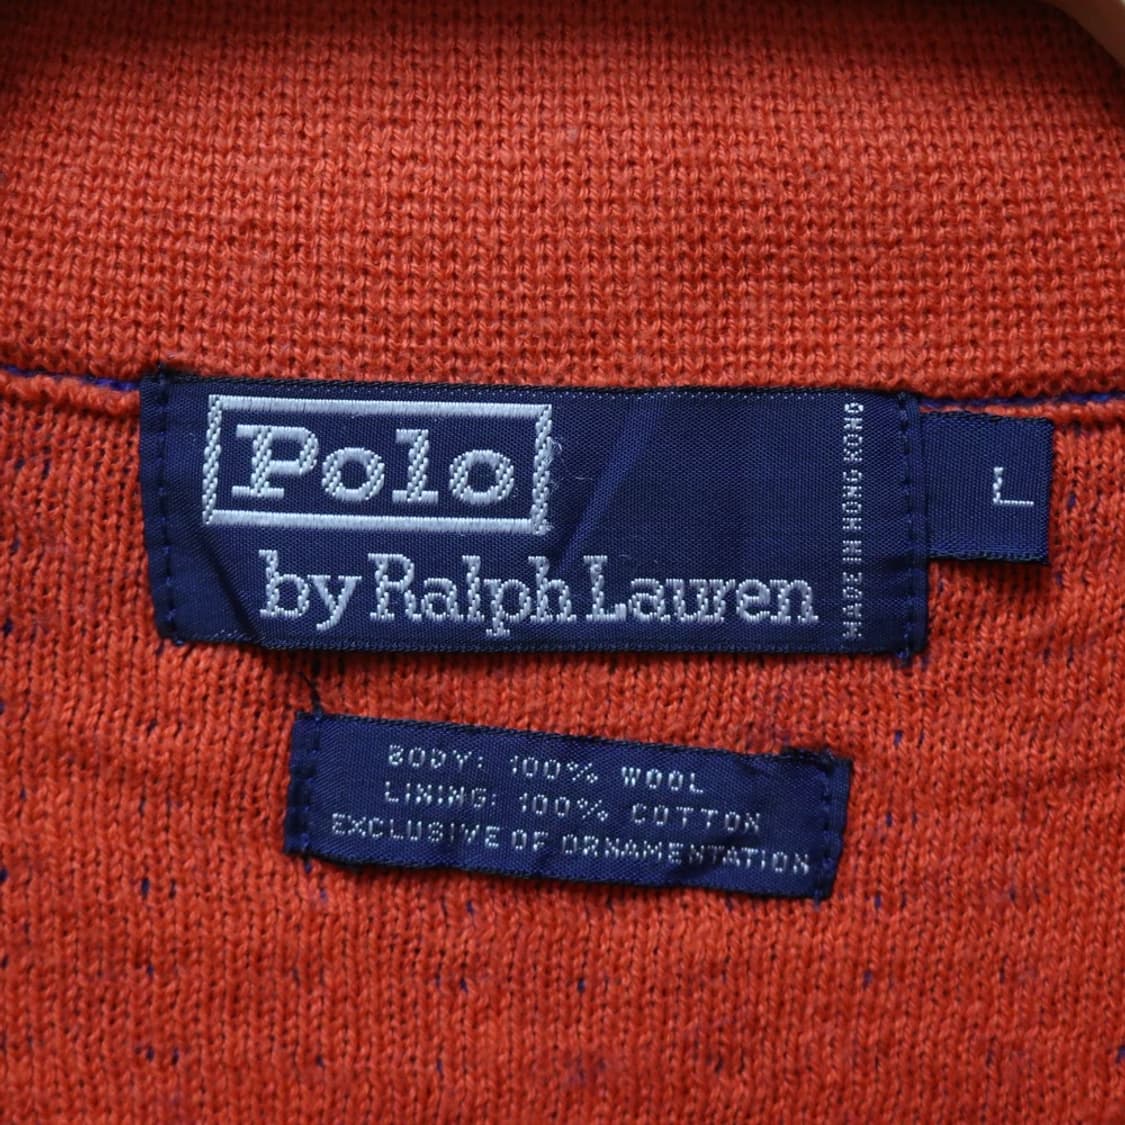 Polo
by Ralph Lauren
MADE IN HONG KONG
L
BODY: 100% WOOL
LINING: 100% COTTON
EXCLUSIVE OF ORNAMENTATION